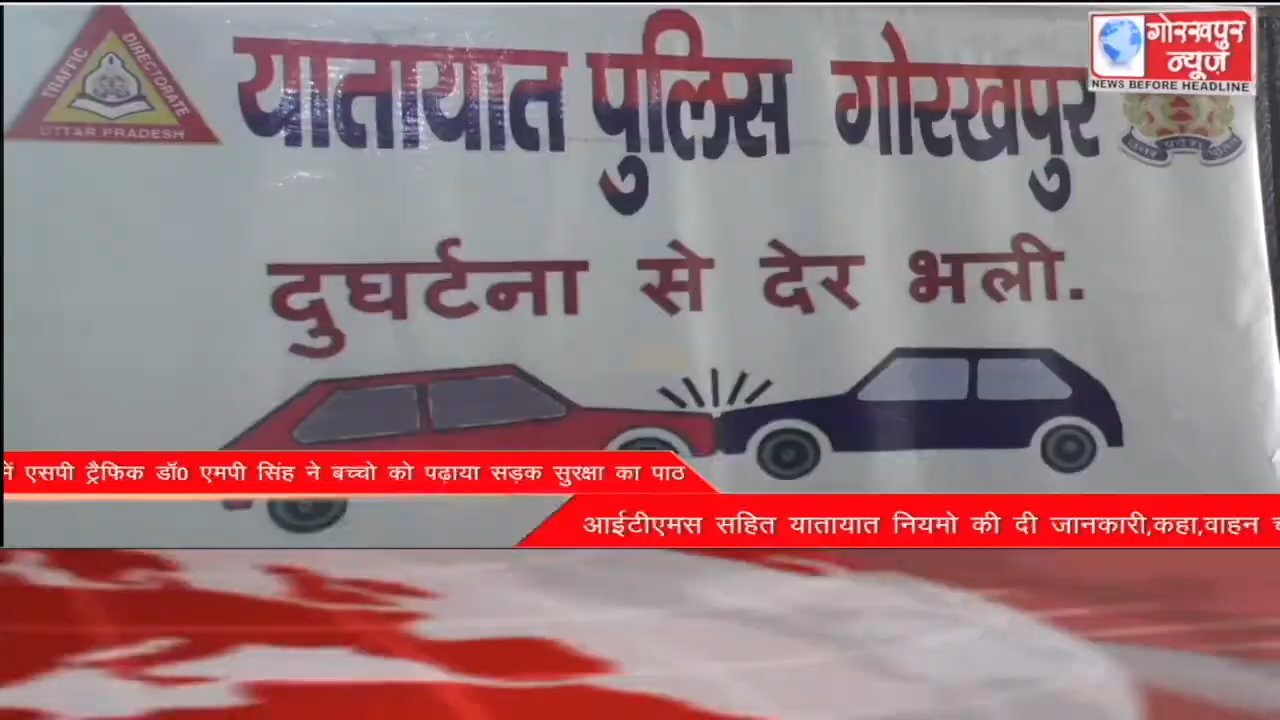 TRAFFIC DIRECTORATE
UTTAR PRADESH
यातायात पुलिस गोरखपुर
गोरखपुर
न्यूज़
NEWS BEFORE HEADLINE
दुघर्टना से देर भली.
में एसपी ट्रैफिक डॉ0 एमपी सिंह ने बच्चो को पढ़ाया सड़क सुरक्षा का पाठ
आईटीएमस सहित यातायात नियमो की दी जानकारी,कहा,वाहन